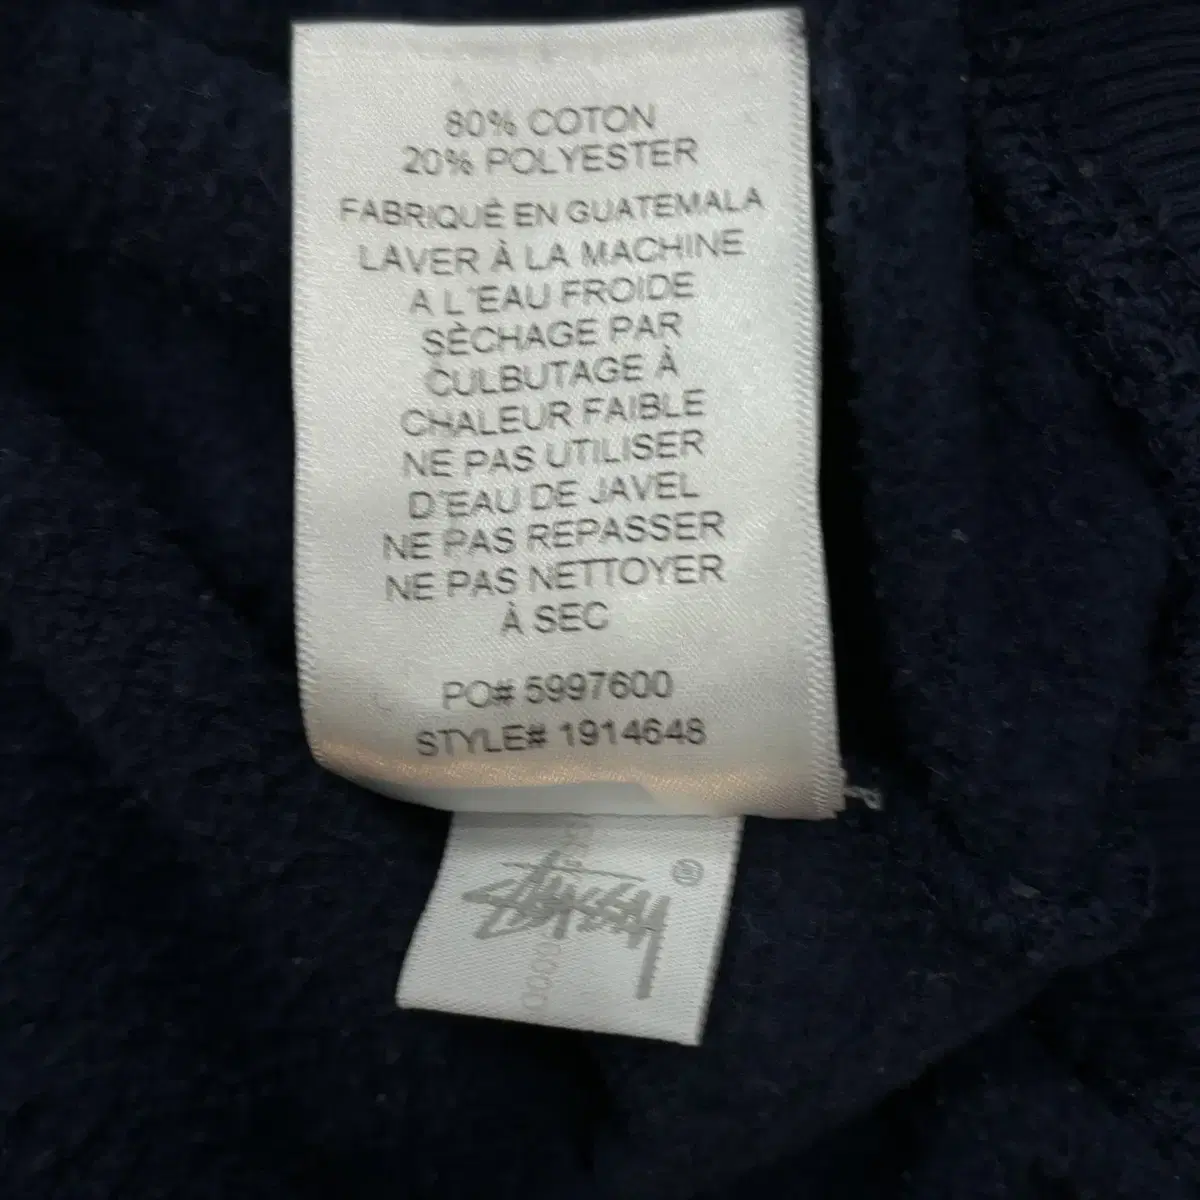 80% COTON
20% POLYESTER
FABRIQUÉ EN GUATEMALA
LAVER À LA MACHINE
A L'EAU FROIDE
SÈCHAGE PAR
CULBUTAGE À
CHALEUR FAIBLE
NE PAS UTILISER
D'EAU DE JAVEL
NE PAS REPASSER
NE PAS NETTOYER
À SEC
PO# 5997600
STYLE# 1914648
Stüssy ®